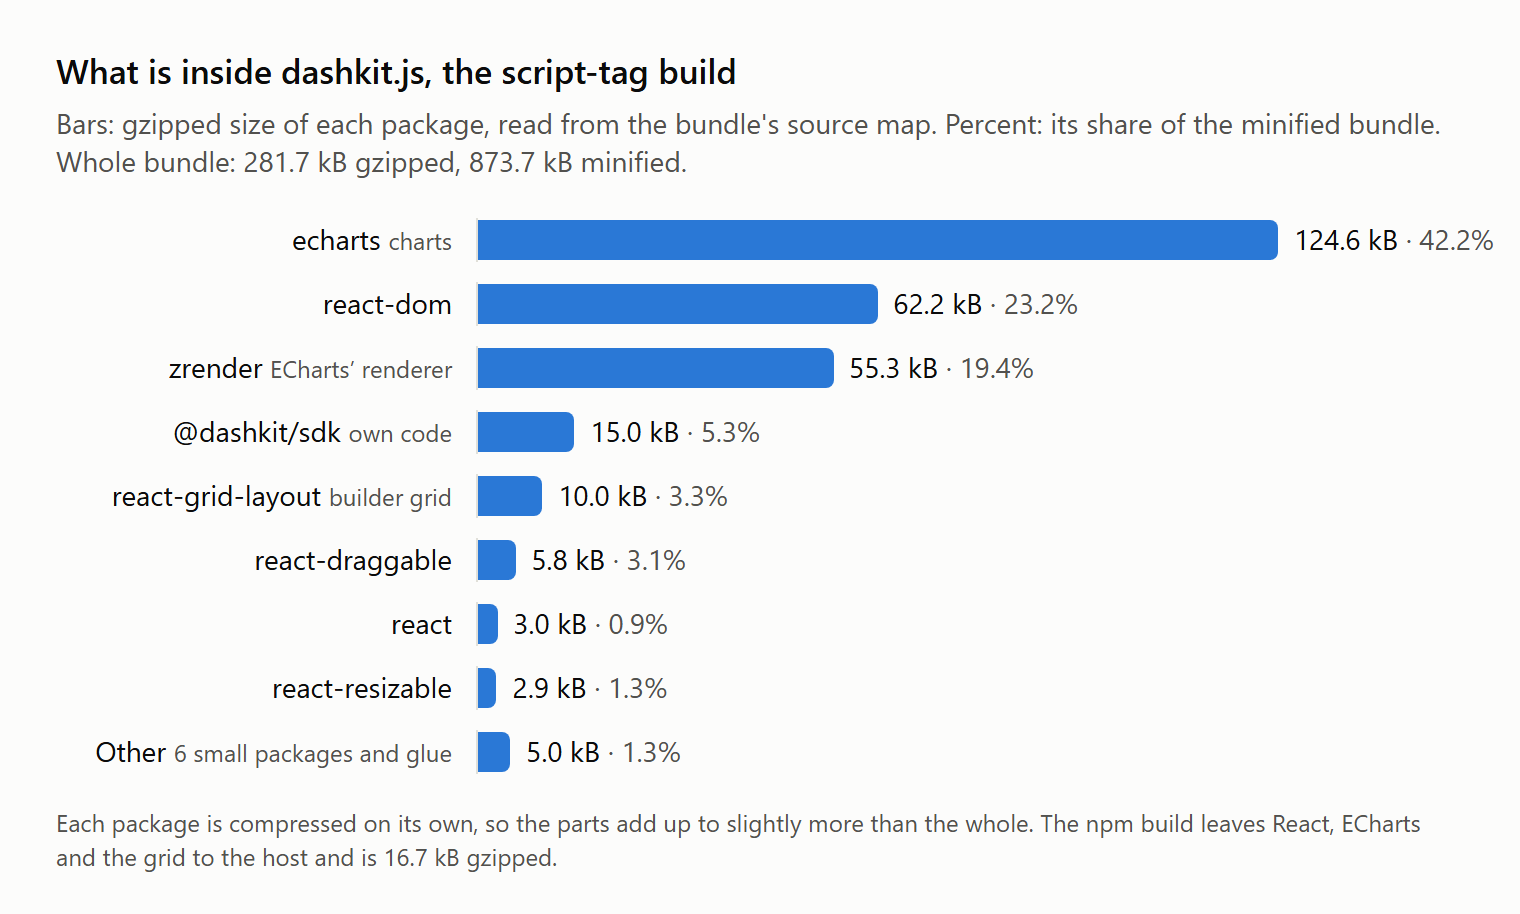 What is inside dashkit.js, the script-tag build
Bars: gzipped size of each package, read from the bundle's source map. Percent: its share of the minified bundle.
Whole bundle: 281.7 kB gzipped, 873.7 kB minified.
echarts charts 124.6 kB · 42.2%
react-dom 62.2 kB · 23.2%
zrender ECharts’ renderer 55.3 kB · 19.4%
@dashkit/sdk own code 15.0 kB · 5.3%
react-grid-layout builder grid 10.0 kB · 3.3%
react-draggable 5.8 kB · 3.1%
react 3.0 kB · 0.9%
react-resizable 2.9 kB · 1.3%
Other 6 small packages and glue 5.0 kB · 1.3%
Each package is compressed on its own, so the parts add up to slightly more than the whole. The npm build leaves React, ECharts
and the grid to the host and is 16.7 kB gzipped.